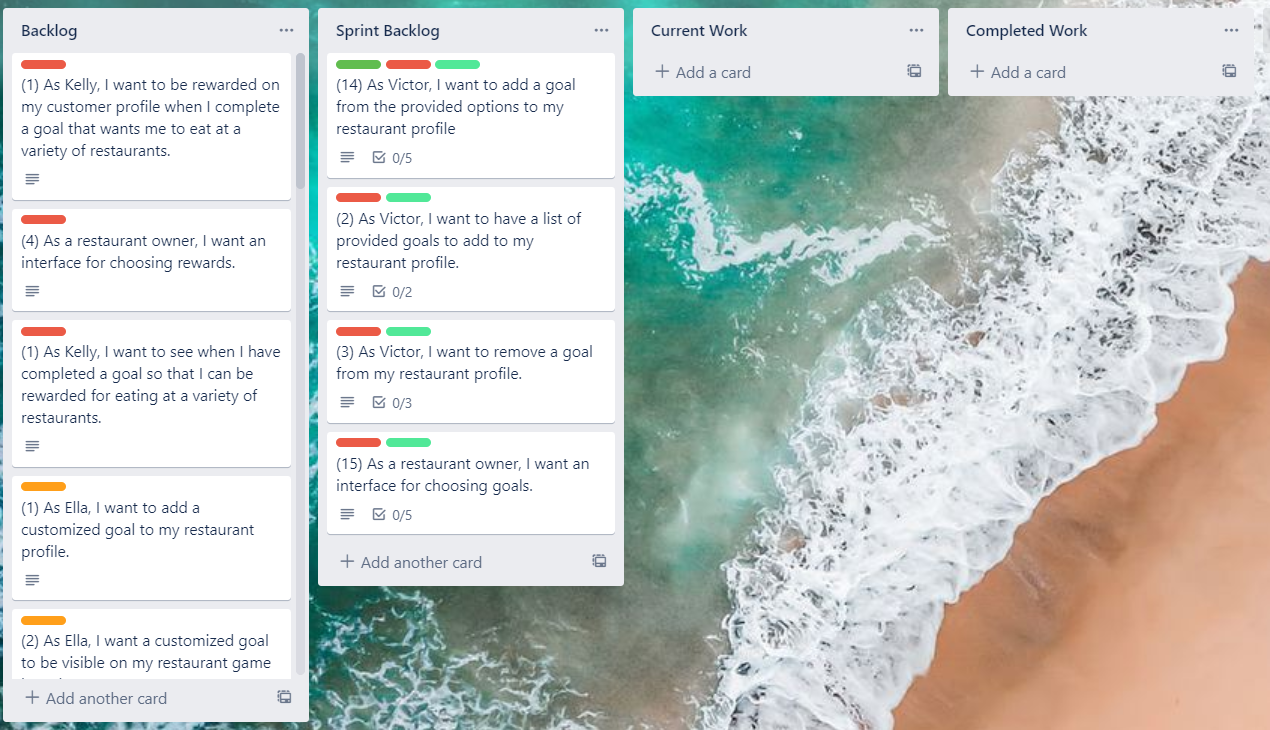 Backlog
(1) As Kelly, I want to be rewarded on
my customer profile when I complete
a goal that wants me to eat at a
variety of restaurants.
(4) As a restaurant owner, I want an
interface for choosing rewards.
(1) As Kelly, I want to see when I have
completed a goal so that I can be
rewarded for eating at a variety of
restaurants.
(1) As Ella, I want to add a
customized goal to my restaurant
profile.
(2) As Ella, I want a customized goal
to be visible on my restaurant game
Add another card
Sprint Backlog
(14) As Victor, I want to add a goal
from the provided options to my
restaurant profile
0/5
(2) As Victor, I want to have a list of
provided goals to add to my
restaurant profile.
0/2
(3) As Victor, I want to remove a goal
from my restaurant profile.
0/3
(15) As a restaurant owner, I want an
interface for choosing goals.
0/5
Add another card
Current Work
Add a card
Completed Work
Add a card